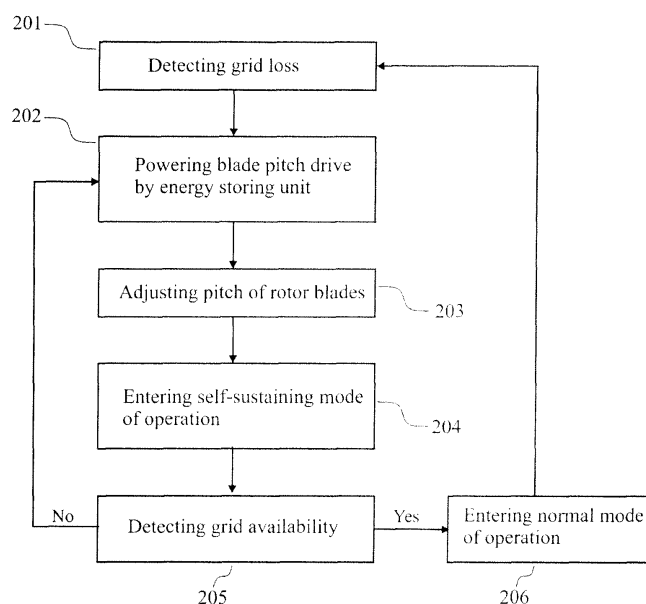 201
Detecting grid loss
202
Powering blade pitch drive
by energy storing unit
Adjusting pitch of rotor blades
203
Entering self-sustaining mode
of operation
204
No
Detecting grid availability
Yes
Entering normal mode
of operation
205
206